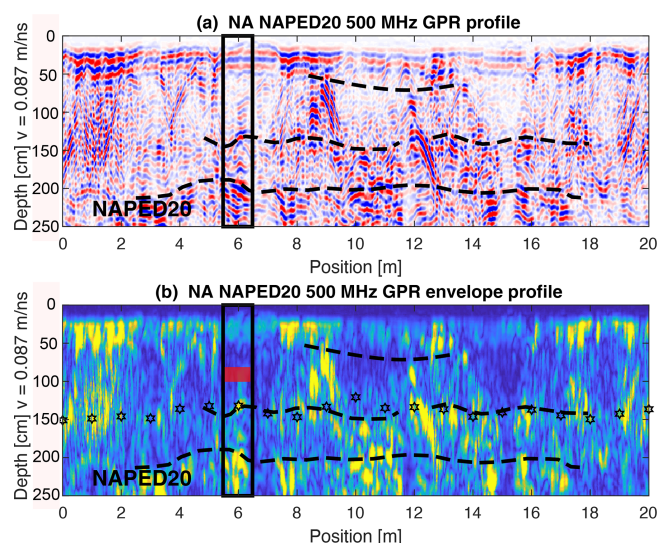 (a) NA NAPED20 500 MHz GPR profile
0
50
100
150
200
250
Depth [cm] v = 0.087 m/ns
NAPED20
0 2 4 6 8 10 12 14 16 18 20
Position [m]
(b) NA NAPED20 500 MHz GPR envelope profile
0
50
100
150
200
250
Depth [cm] v = 0.087 m/ns
NAPED20
0 2 4 6 8 10 12 14 16 18 20
Position [m]